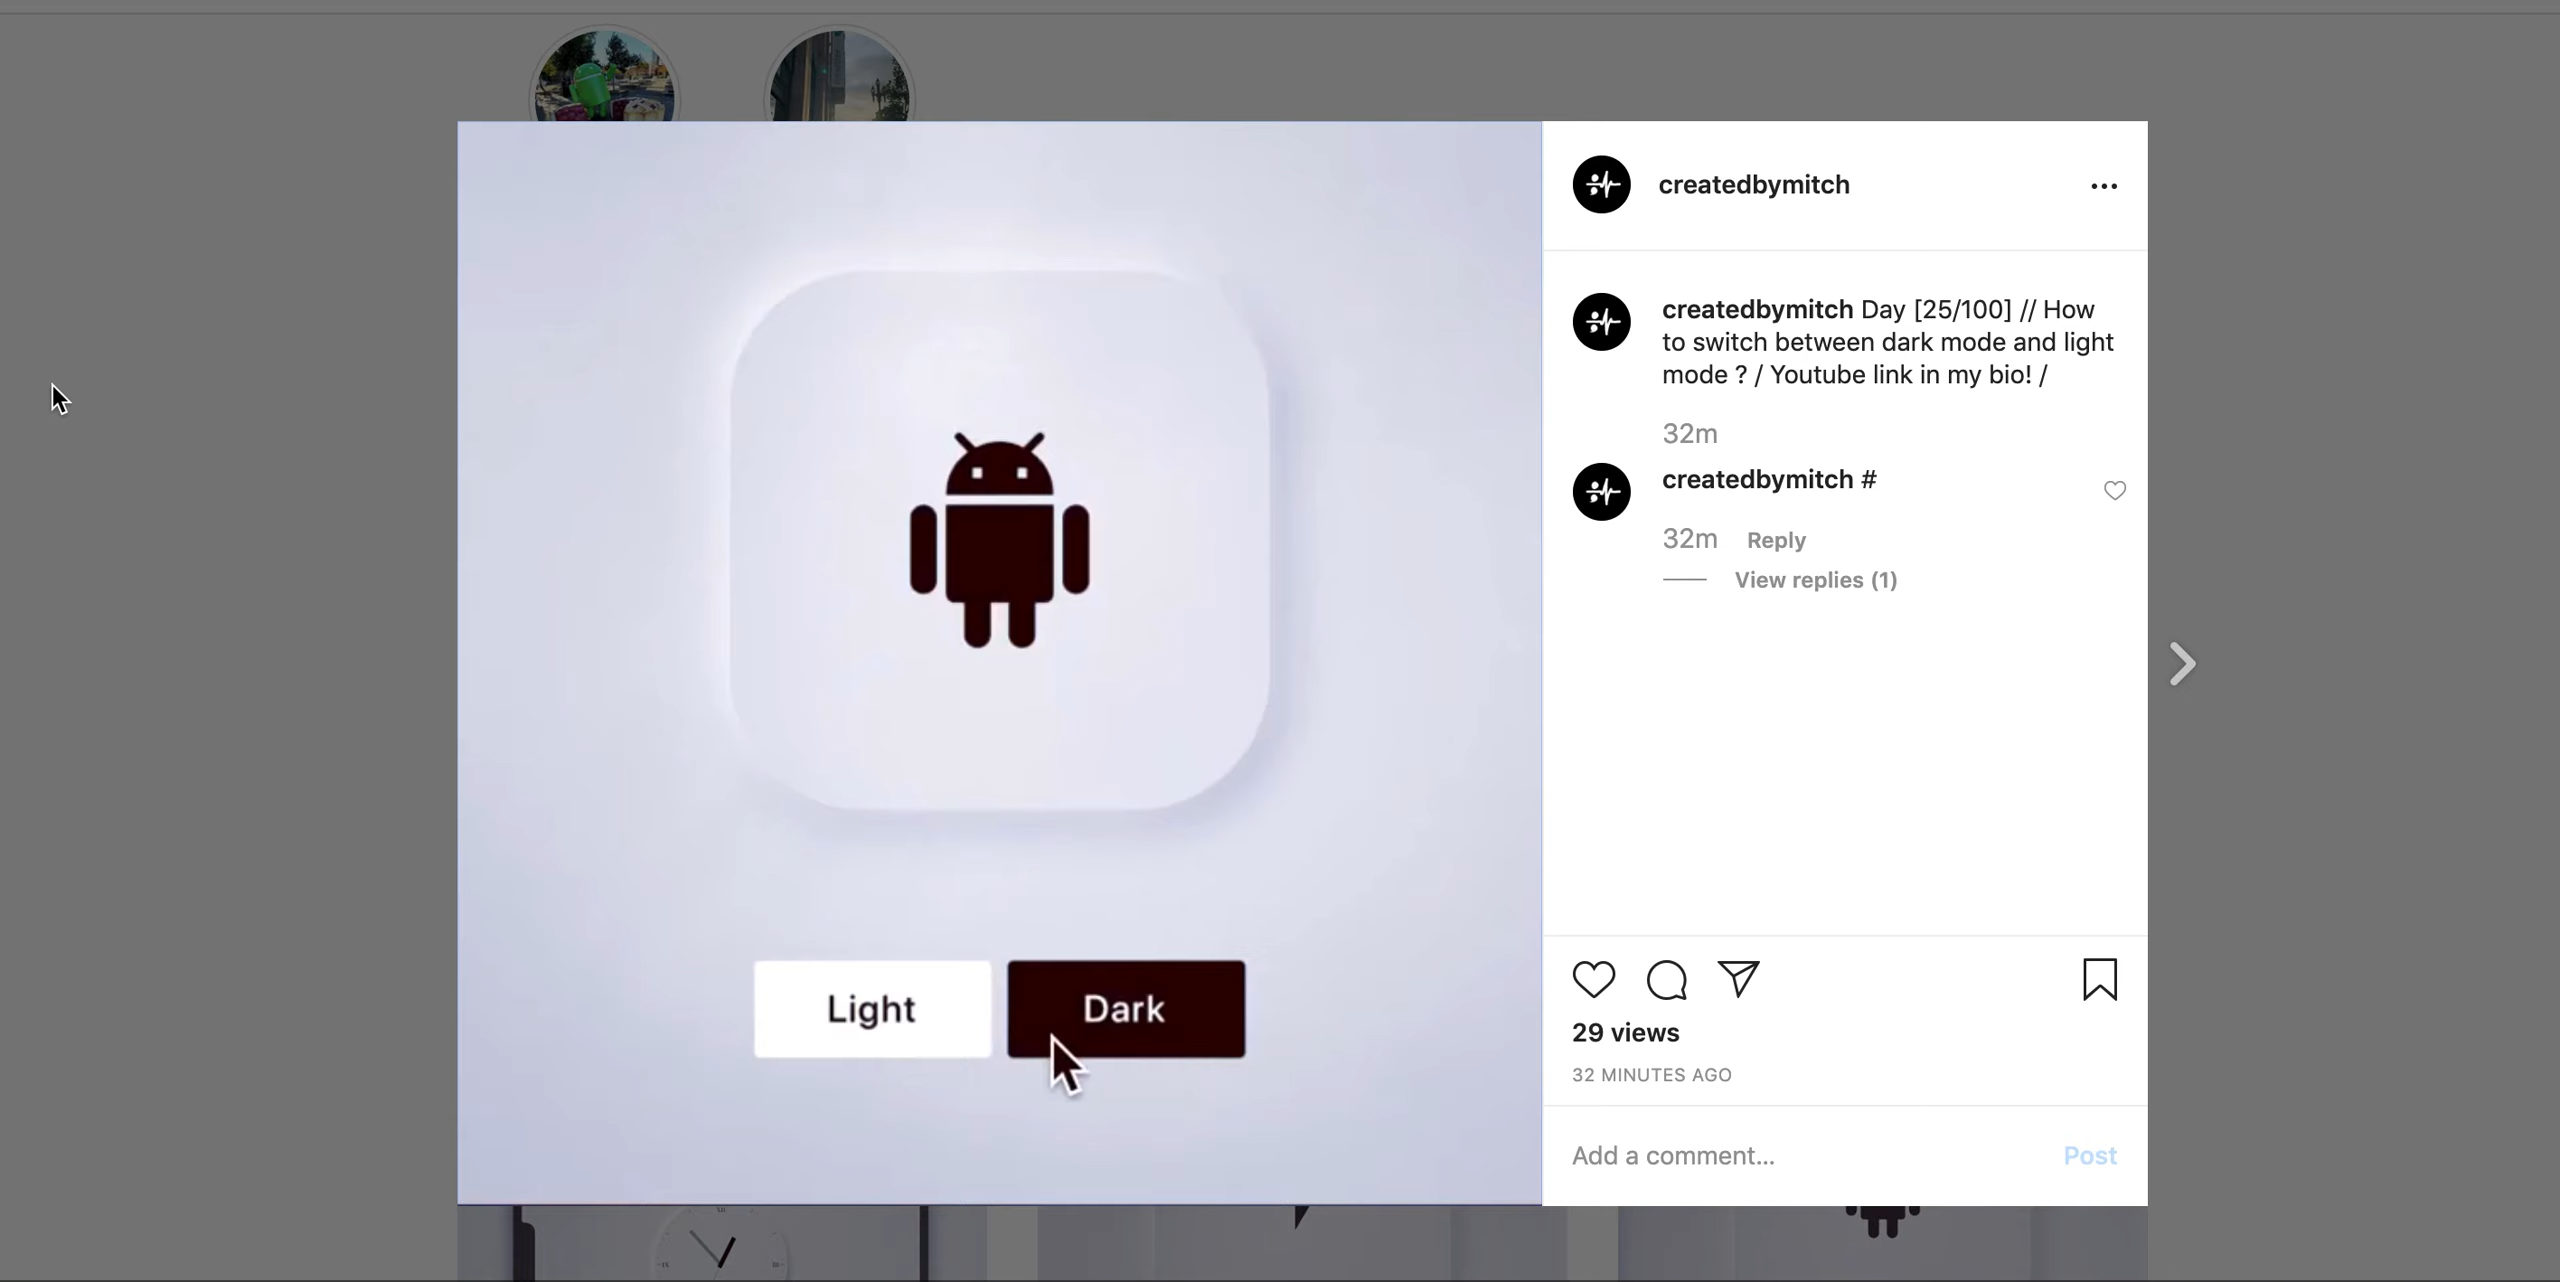 createdbymitch
createdbymitch Day [25/100] // How
to switch between dark mode and light
mode ? / Youtube link in my bio! /
32m
createdbymitch #
32m Reply
View replies (1)
Light
Dark
29 views
32 MINUTES AGO
Add a comment...
Post